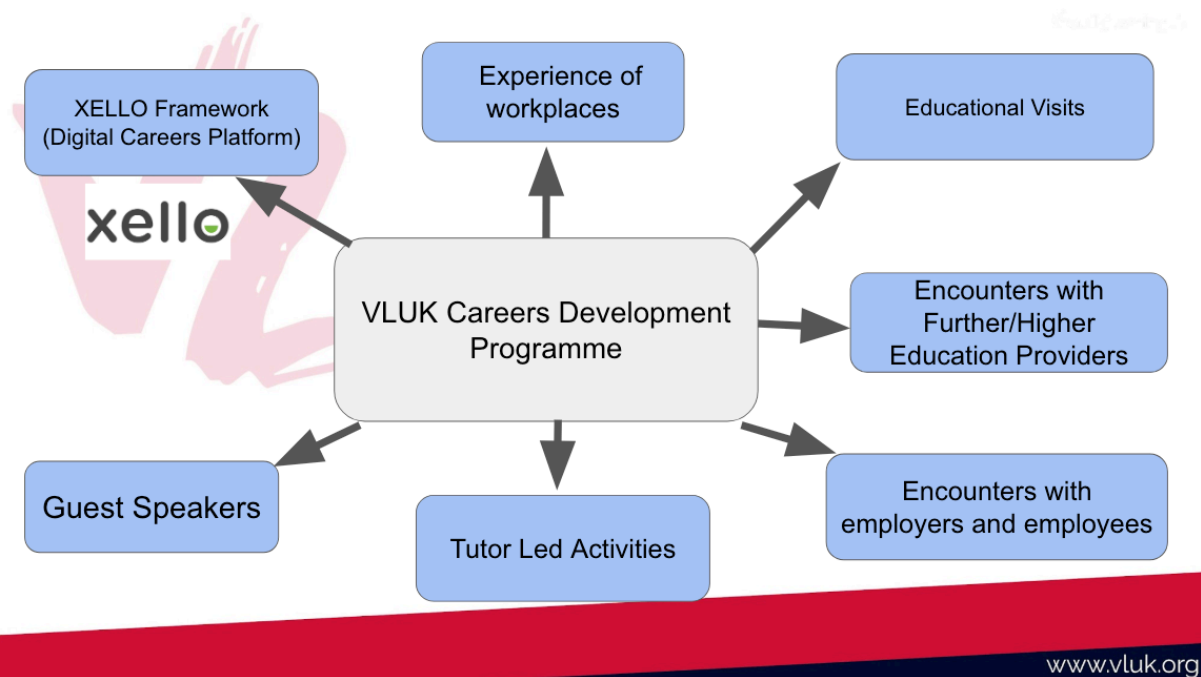 XELLO Framework
(Digital Careers Platform)
Experience of
workplaces
Educational Visits
xello
VLUK Careers Development
Programme
Encounters with
Further/Higher
Education Providers
Guest Speakers
Tutor Led Activities
Encounters with
employers and employees
www.vluk.org